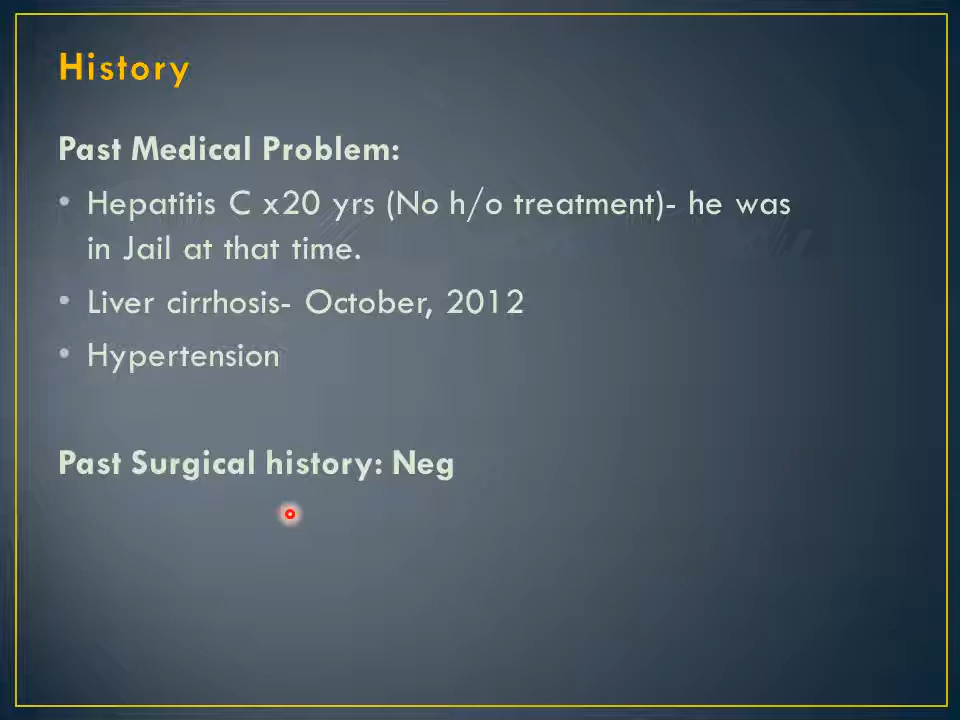 History
Past Medical Problem:
• Hepatitis C x20 yrs (No h/o treatment)- he was
in Jail at that time.
• Liver cirrhosis- October, 2012
• Hypertension
Past Surgical history: Neg